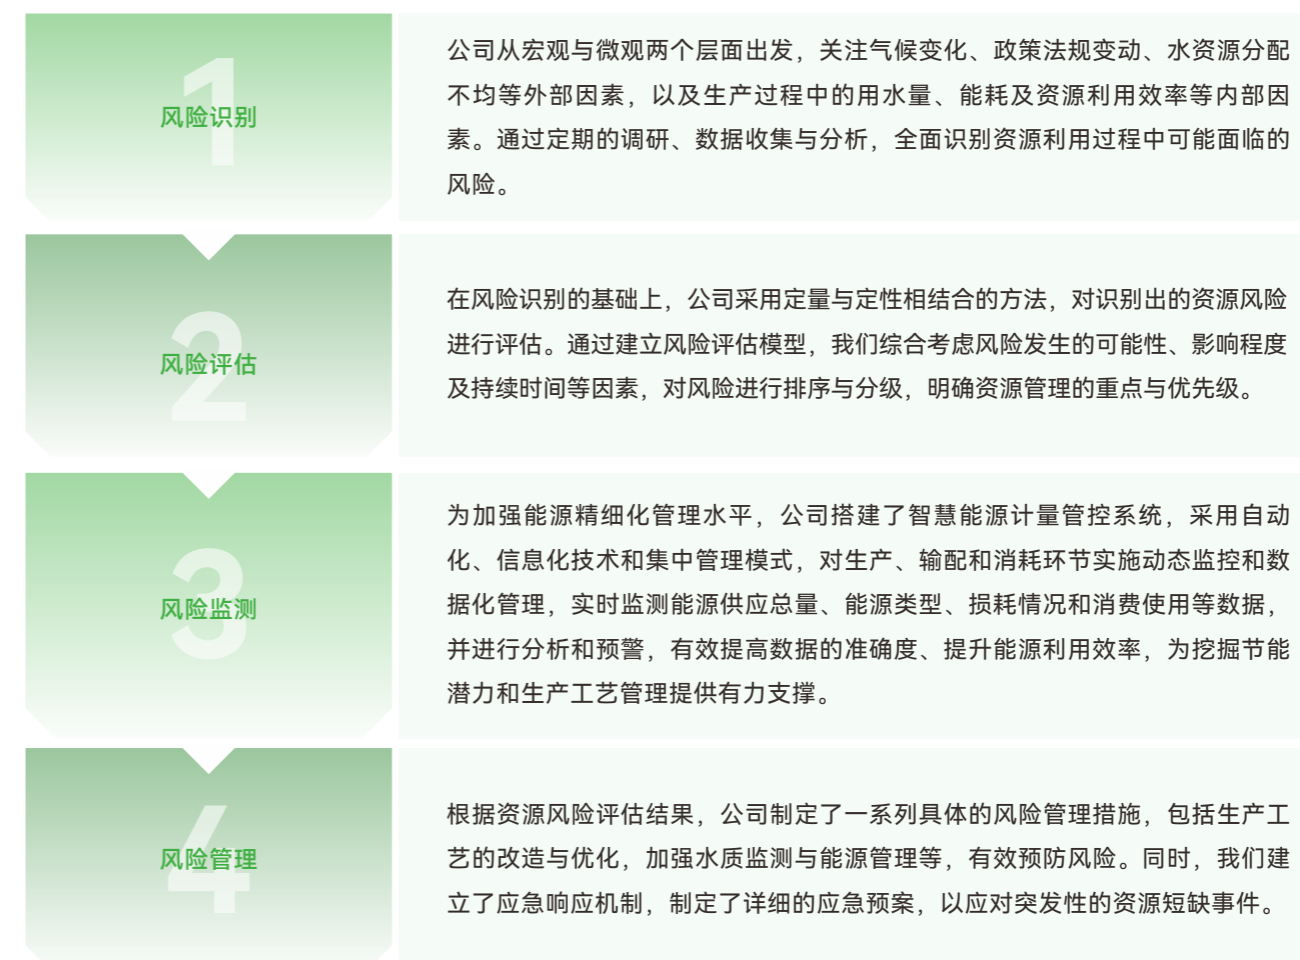 1
风险识别
公司从宏观与微观两个层面出发，关注气候变化、政策法规变动、水资源分配
不均等外部因素，以及生产过程中的用水量、能耗及资源利用效率等内部因
素。通过定期的调研、数据收集与分析，全面识别资源利用过程中可能面临的
风险。
2
风险评估
在风险识别的基础上，公司采用定量与定性相结合的方法，对识别出的资源风险
进行评估。通过建立风险评估模型，我们综合考虑风险发生的可能性、影响程度
及持续时间等因素，对风险进行排序与分级，明确资源管理的重点与优先级。
3
风险监测
为加强能源精细化管理水平，公司搭建了智慧能源计量管控系统，采用自动
化、信息化技术和集中管理模式，对生产、输配和消耗环节实施动态监控和数
据化管理，实时监测能源供应总量、能源类型、损耗情况和消费使用等数据，
并进行分析和预警，有效提高数据的准确度、提升能源利用效率，为挖掘节能
潜力和生产工艺管理提供有力支撑。
4
风险管理
根据资源风险评估结果，公司制定了一系列具体的风险管理措施，包括生产工
艺的改造与优化，加强水质监测与能源管理等，有效预防风险。同时，我们建
立了应急响应机制，制定了详细的应急预案，以应对突发性的资源短缺事件。